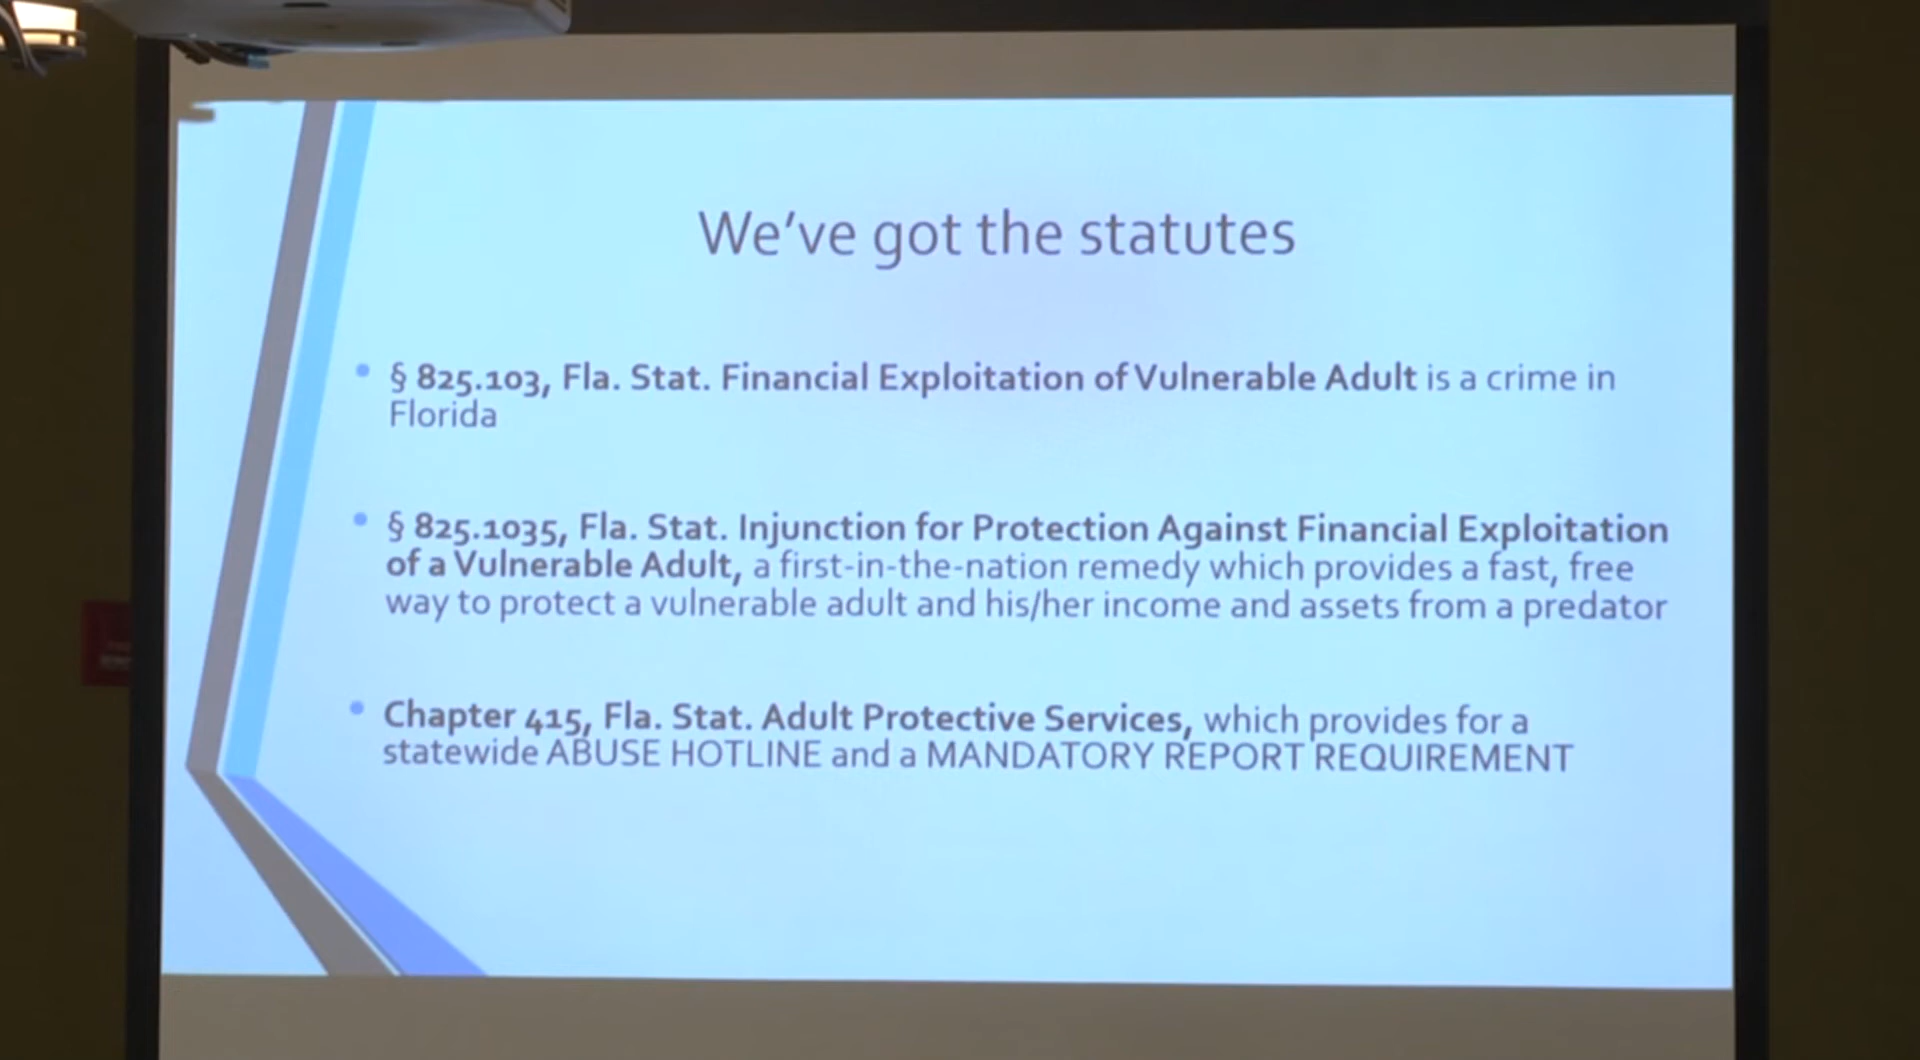 We've got the statutes
• § 825.103, Fla. Stat. Financial Exploitation of Vulnerable Adult is a crime in
Florida
• § 825.1035, Fla. Stat. Injunction for Protection Against Financial Exploitation
of a Vulnerable Adult, a first-in-the-nation remedy which provides a fast, free
way to protect a vulnerable adult and his/her income and assets from a predator
• Chapter 415, Fla. Stat. Adult Protective Services, which provides for a
statewide ABUSE HOTLINE and a MANDATORY REPORT REQUIREMENT